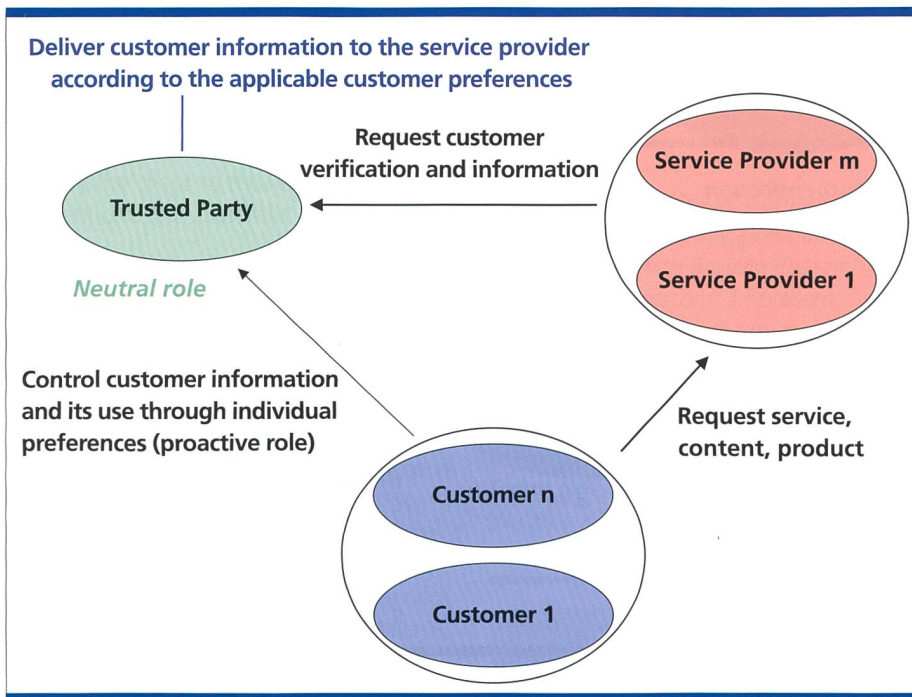 Deliver customer information to the service provider
according to the applicable customer preferences
Request customer
verification and information
Service Provider m
Trusted Party
Service Provider 1
Neutral role
Control customer information
and its use through individual
preferences (proactive role)
Request service,
content, product
Customer n
Customer 1